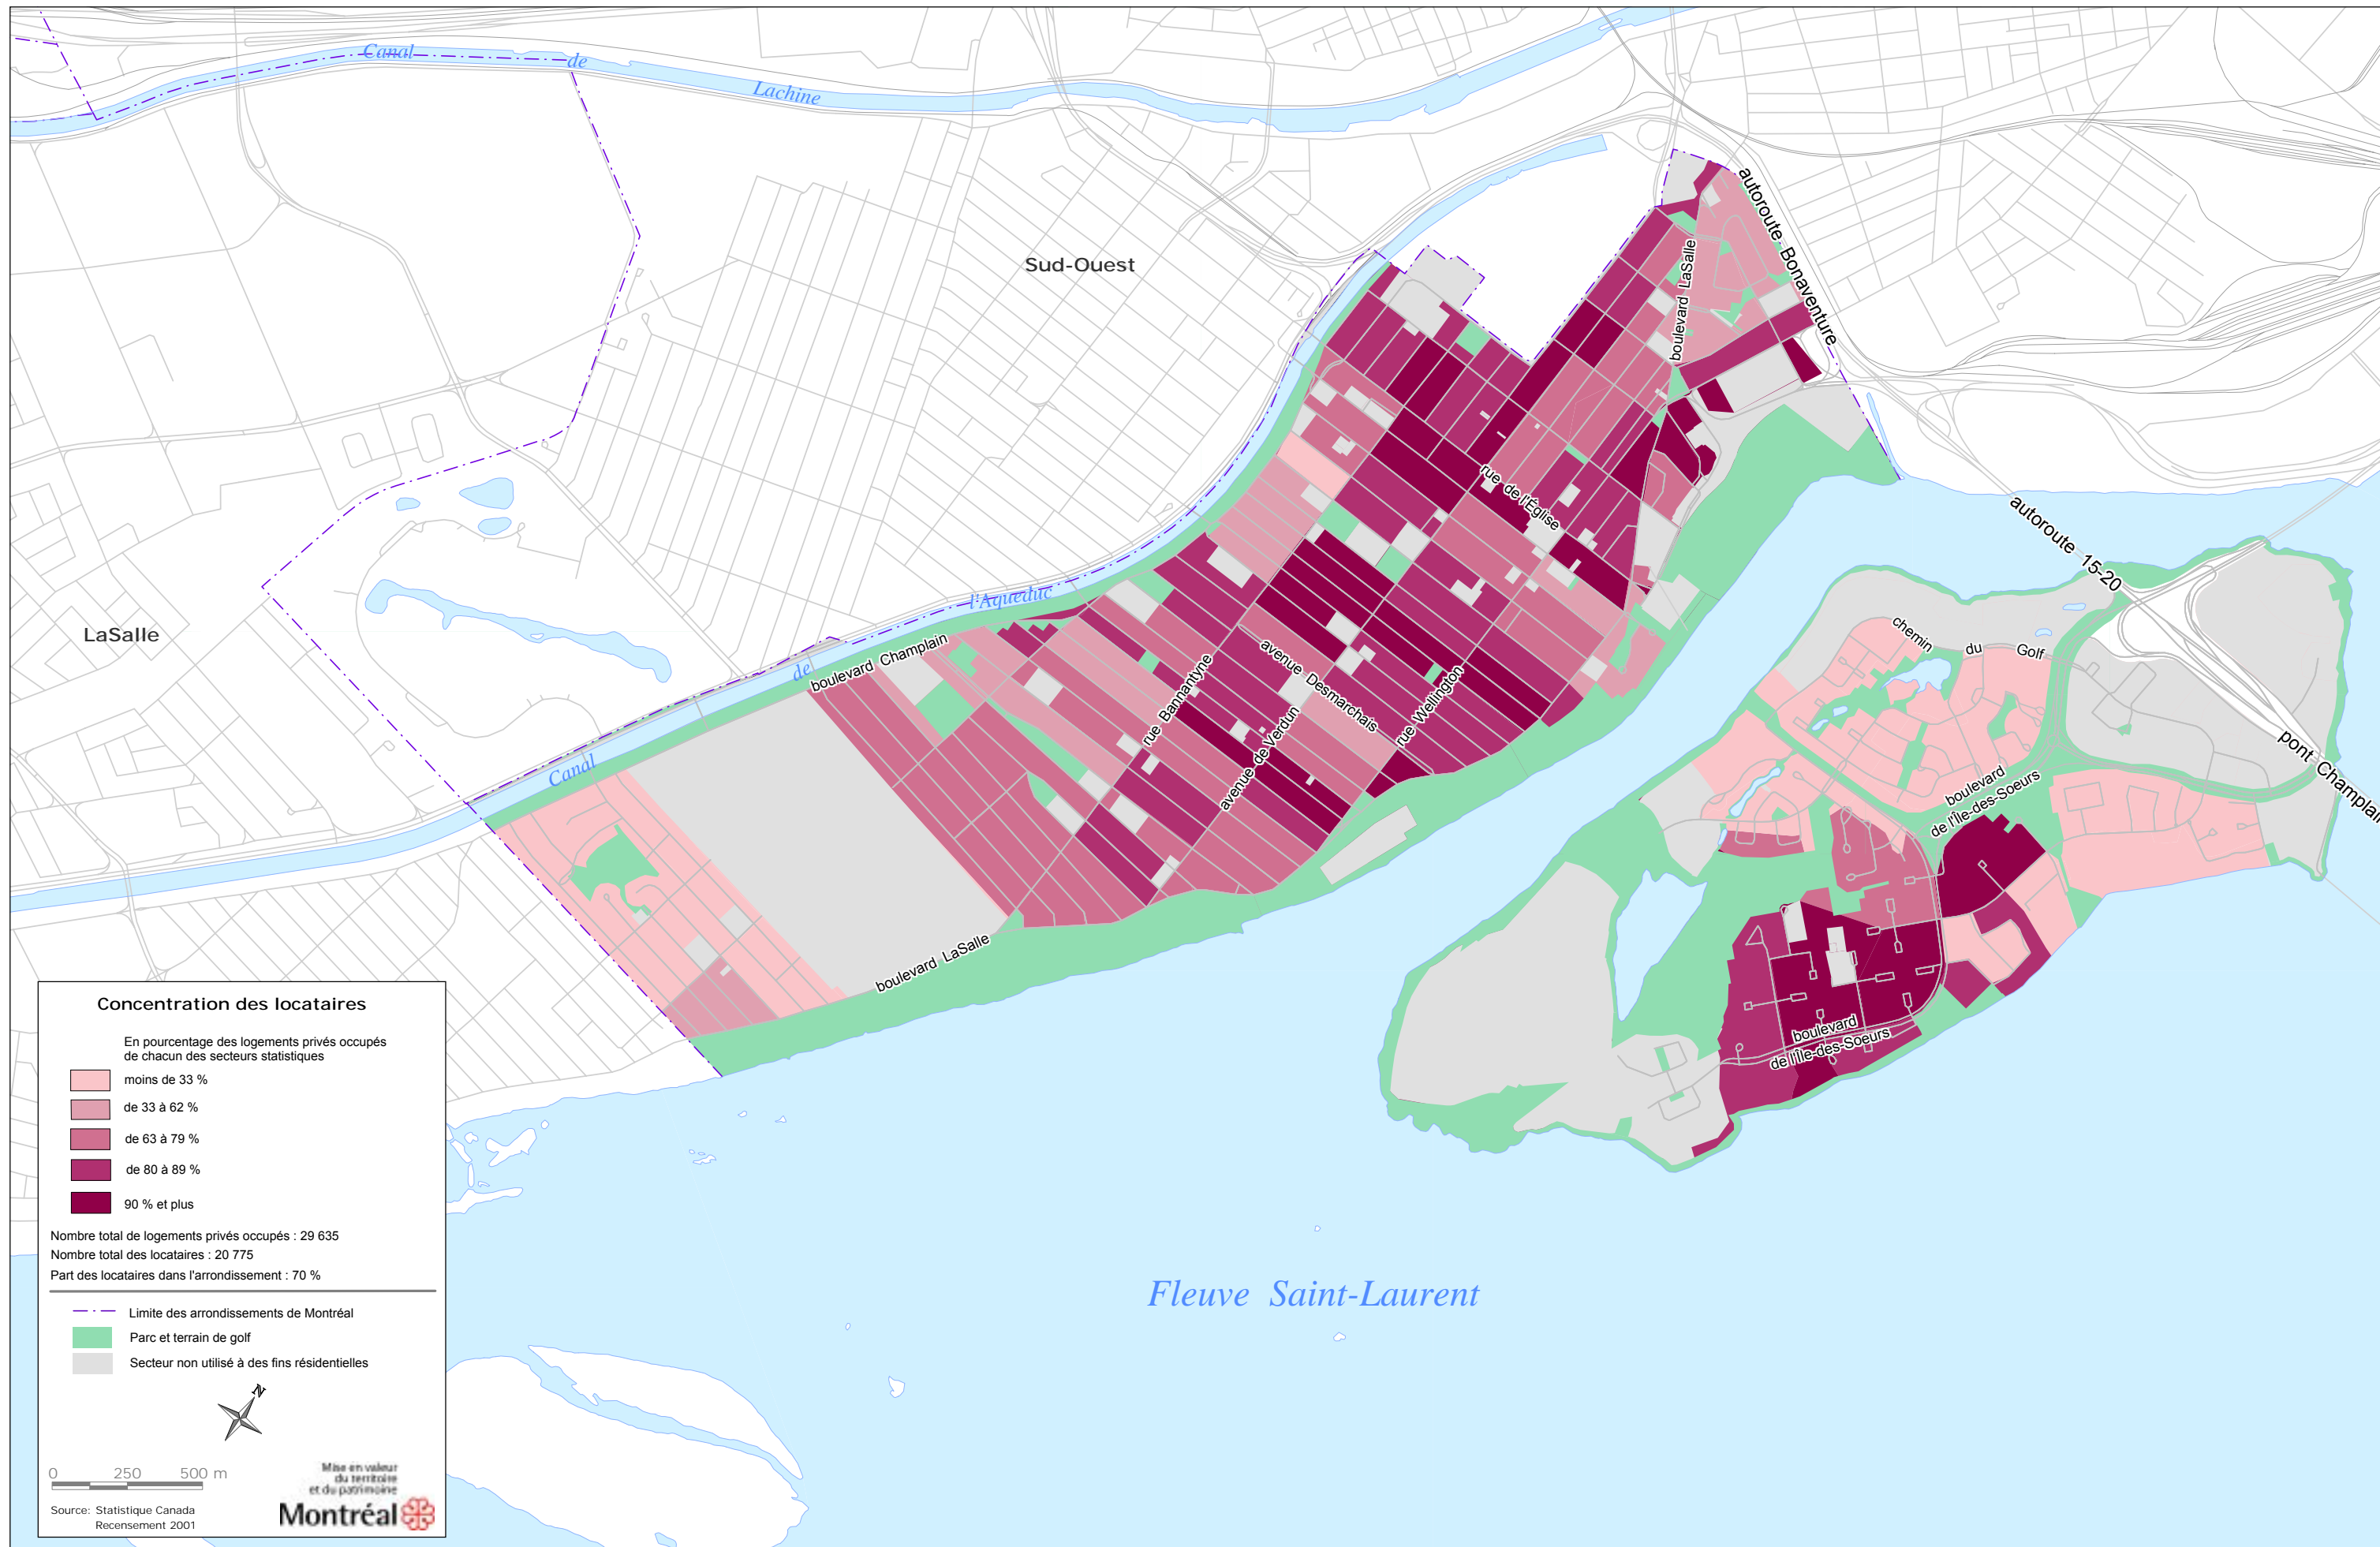 Canal de Lachine
Sud-Ouest
LaSalle
autoroute Bonaventure
boulevard LaSalle
rue de l'Église
autoroute 15-20
chemin du Golf
pont Champlain
boulevard
de l'Île-des-Soeurs
boulevard
de l'Île-des-Soeurs
Canal de l'Aqueduc
boulevard Champlain
rue Bannantyne
avenue Desmarchais
avenue de Verdun
rue Wellington
boulevard LaSalle
Fleuve Saint-Laurent
Concentration des locataires
En pourcentage des logements privés occupés
de chacun des secteurs statistiques
moins de 33 %
de 33 à 62 %
de 63 à 79 %
de 80 à 89 %
90 % et plus
Nombre total de logements privés occupés : 29 635
Nombre total des locataires : 20 775
Part des locataires dans l'arrondissement : 70 %
Limite des arrondissements de Montréal
Parc et terrain de golf
Secteur non utilisé à des fins résidentielles
N
0 250 500 m
Source: Statistique Canada
Recensement 2001
Mise en valeur
du territoire
et du patrimoine
Montréal